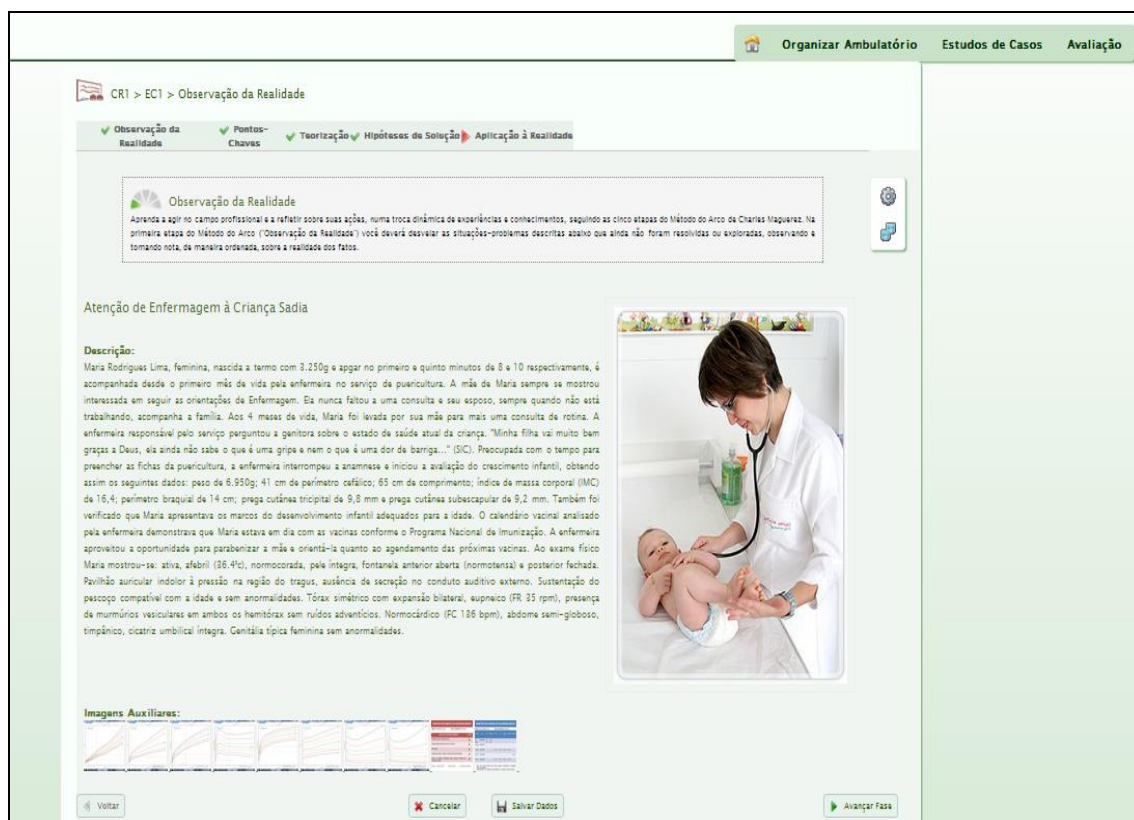 Organizar Ambulatório Estudos de Casos Avaliação
CR1 > EC1 > Observação da Realidade
Observação da Realidade
Pontos-Chaves
Teorização
Hipóteses de Solução
Aplicação à Realidade
Observação da Realidade
Aprenda a agir no campo profissional e a refletir sobre suas ações, numa troca dinâmica de experiências e conhecimentos, seguindo as cinco etapas do Método do Arco de Charles Maguerez. Na
primeira etapa do Método do Arco ("Observação da Realidade") você deverá desvelar as situações-problemas descritas abaixo que ainda não foram resolvidas ou exploradas, observando e
tomando nota, de maneira ordenada, sobre a realidade dos fatos.
Atenção de Enfermagem à Criança Sadia
Descrição:
Maria Rodrigues Lima, feminina, nascida a termo com 3.250g e apgar no primeiro e quinto minutos de 8 e 10 respectivamente, é
acompanhada desde o primeiro mês de vida pela enfermeira no serviço de puericultura. A mãe de Maria sempre se mostrou
interessada em seguir as orientações de Enfermagem. Ela nunca faltou a uma consulta e seu esposo, sempre quando não está
trabalhando, acompanha a família. Aos 4 meses de vida, Maria foi levada por sua mãe para mais uma consulta de rotina. A
enfermeira responsável pelo serviço perguntou a genitora sobre o estado de saúde atual da criança. "Minha filha vai muito bem
graças a Deus, ela ainda não sabe o que é uma gripe e nem o que é uma dor de barriga..." (SIC). Preocupada com o tempo para
preencher as fichas da puericultura, a enfermeira interrompeu a anamnese e iniciou a avaliação do crescimento infantil, obtendo
assim os seguintes dados: peso de 6.950g; 41 cm de perímetro cefálico; 65 cm de comprimento; índice de massa corporal (IMC)
de 16,4; perímetro braquial de 14 cm; prega cutânea tricipital de 9,8 mm e prega cutânea subescapular de 9,2 mm. Também foi
verificado que Maria apresentava os marcos do desenvolvimento infantil adequados para a idade. O calendário vacinal analisado
pela enfermeira demonstrava que Maria estava em dia com as vacinas conforme o Programa Nacional de Imunização. A enfermeira
aproveitou a oportunidade para parabenizar a mãe e orientá-la quanto ao agendamento das próximas vacinas. Ao exame físico
Maria mostrou-se: ativa, afebril (36.4ºc), normocorada, pele íntegra, fontanela anterior aberta (normotensa) e posterior fechada.
Pavilhão auricular indolor à pressão na região do tragus, ausência de secreção no conduto auditivo externo. Sustentação do
pescoço compatível com a idade e sem anormalidades. Tórax simétrico com expansão bilateral, eupneico (FR 35 rpm), presença
de murmúrios vesiculares em ambos os hemitórax sem ruídos adventícios. Normocárdico (FC 136 bpm), abdome semi-globoso,
timpânico, cicatriz umbilical íntegra. Genitália típica feminina sem anormalidades.
Imagens Auxiliares:
Voltar Cancelar Salvar Dados Avançar Fase